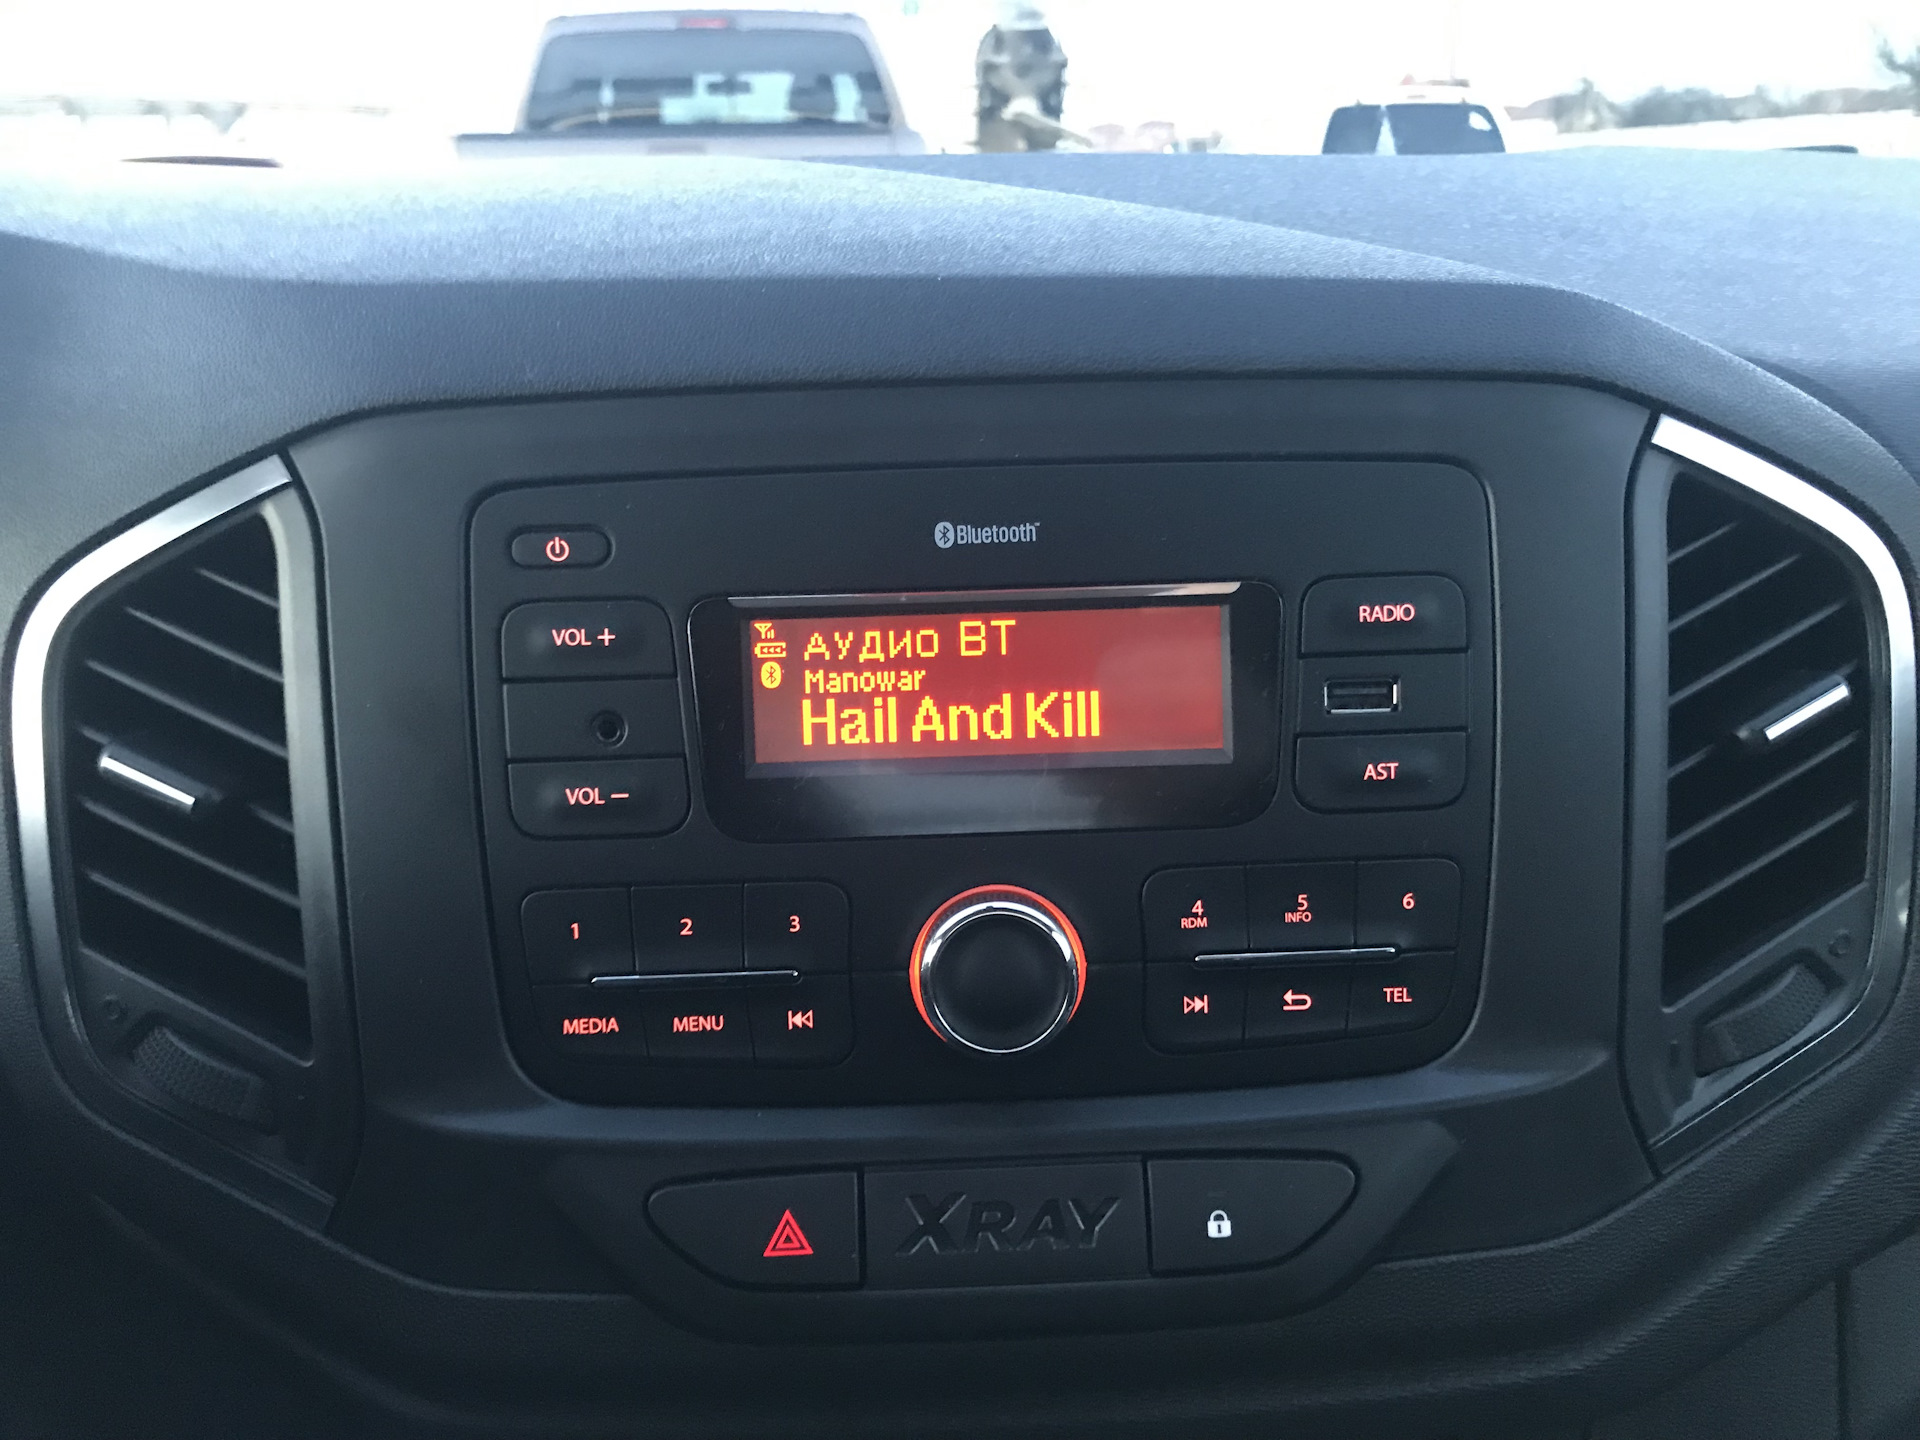 Bluetooth™
VOL +
VOL −
аудио BT
Manowar
Hail And Kill
RADIO
AST
1
2
3
MEDIA
MENU
4
RDM
5
INFO
6
TEL
XRAY